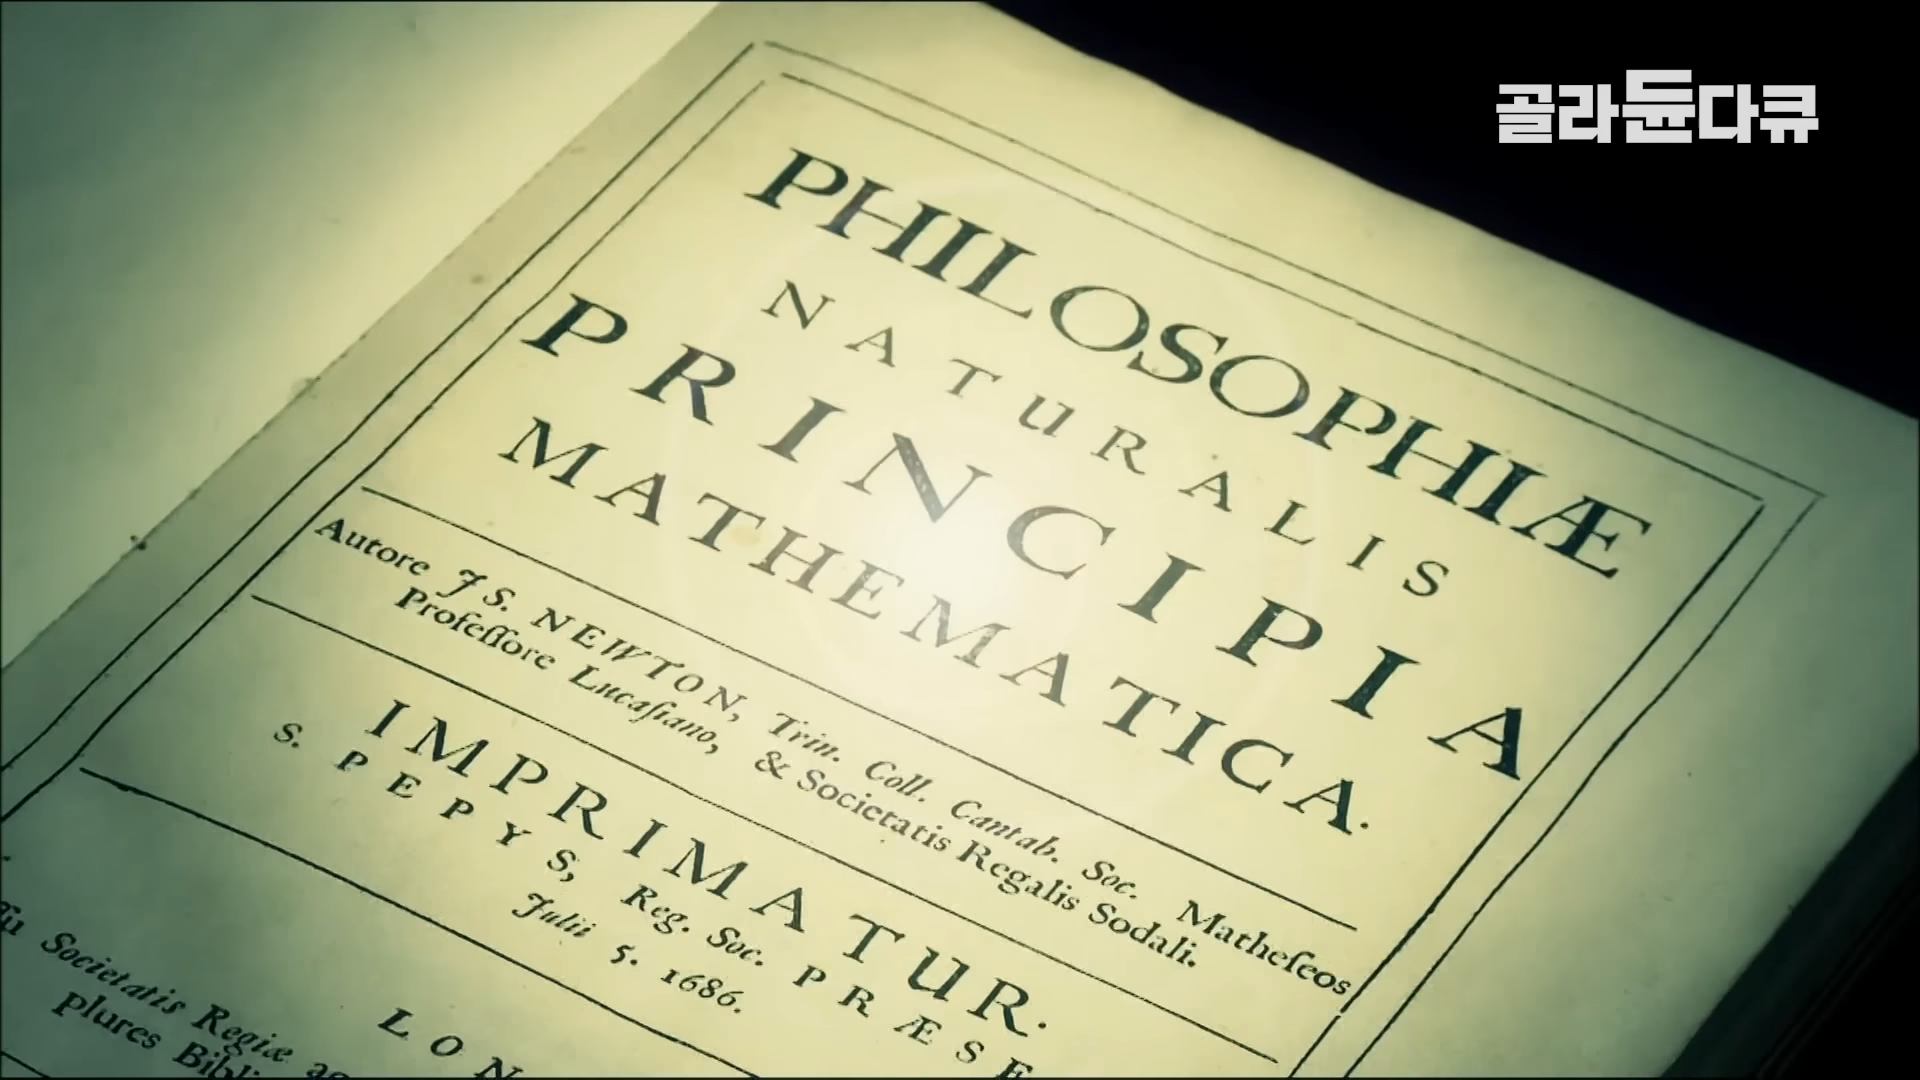 골라듄다큐
PHILOSOPHIÆ
NATURALIS
PRINCIPIA
MATHEMATICA.
Autore JS. NEWTON, Trin. Coll. Cantab. Soc. Matheſeos
Profeſſore Lucaſiano, & Societatis Regalis Sodali.
IMPRIMATUR.
S. PEPYS, Reg. Soc. PRÆSE
Julii 5. 1686.
Societatis Regiæ
plures
LON